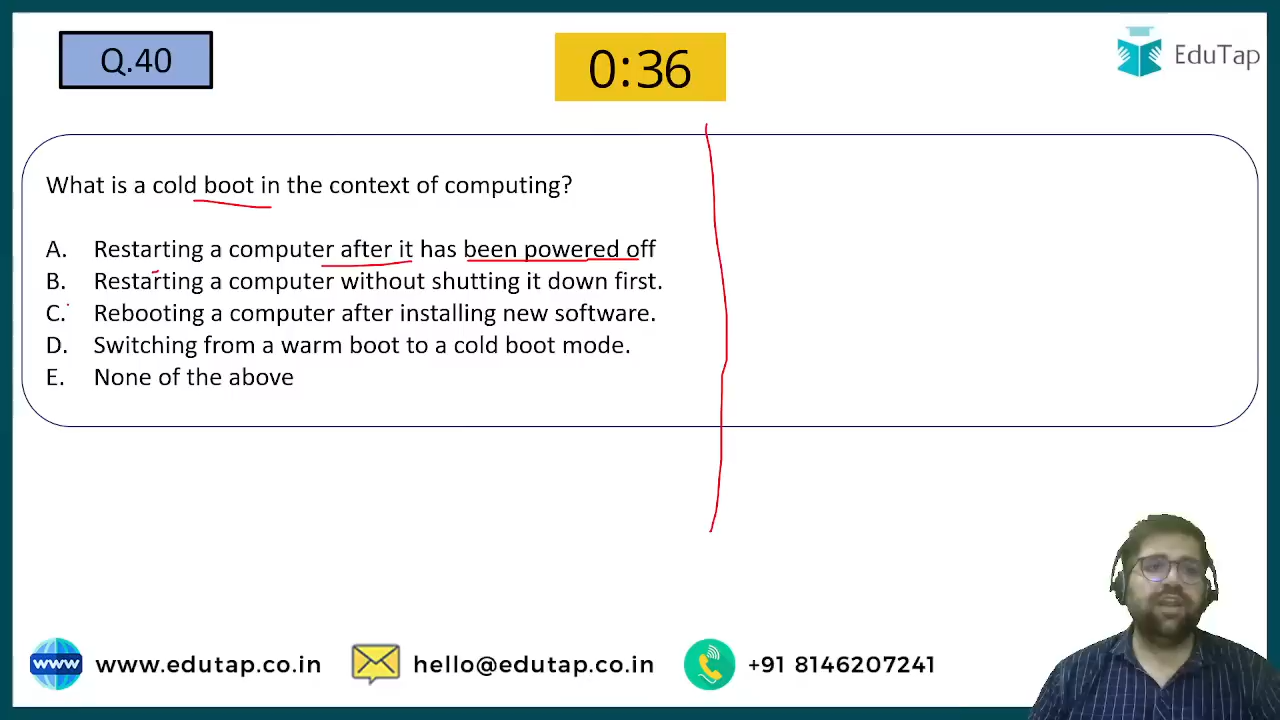 Q.40
0:36
EduTap
What is a cold boot in the context of computing?
A. Restarting a computer after it has been powered off
B. Restarting a computer without shutting it down first.
C. Rebooting a computer after installing new software.
D. Switching from a warm boot to a cold boot mode.
E. None of the above
www
www.edutap.co.in
hello@edutap.co.in
+91 8146207241